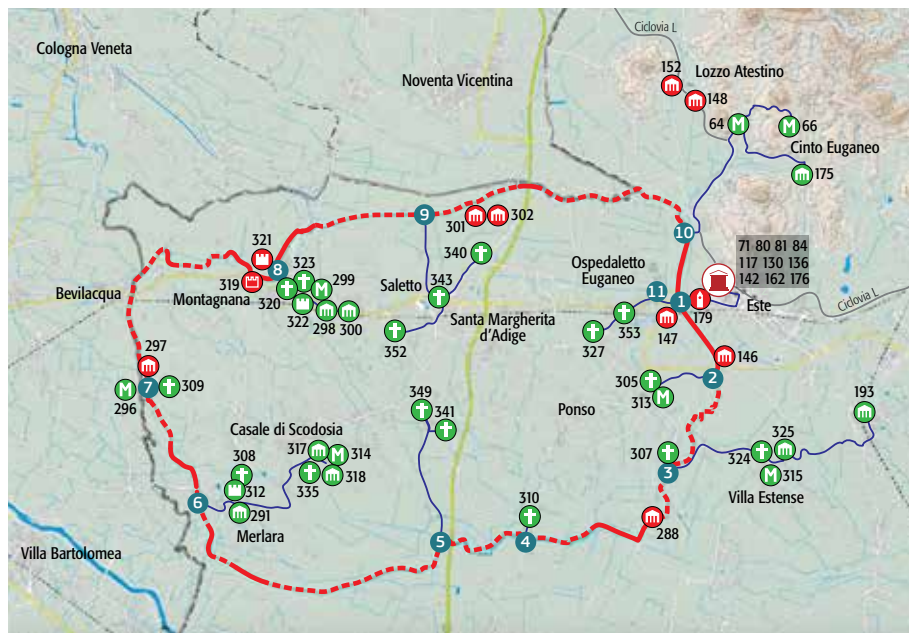 Ciclovia L
Cologna Veneta
Noventa Vicentina
152
Lozzo Atestino
148
64
M
M
66
Cinto Euganeo
175
9
301
302
10
71 80 81 84
117 130 136
142 162 176
321
8
323
340
Ospedaletto
Euganeo
319
299
M
Montagnana
320
322
298
300
Saletto
343
11
1
179
Este
Ciclovia L
Bevilacqua
Santa Margherita
d'Adige
352
353
327
147
297
146
7
309
M
296
305
2
M
313
Ponso
349
341
193
Casale di Scodosia
317
M
314
335
318
307
3
324
325
M
315
Villa Estense
308
312
6
291
Merlara
310
288
5
4
Villa Bartolomea